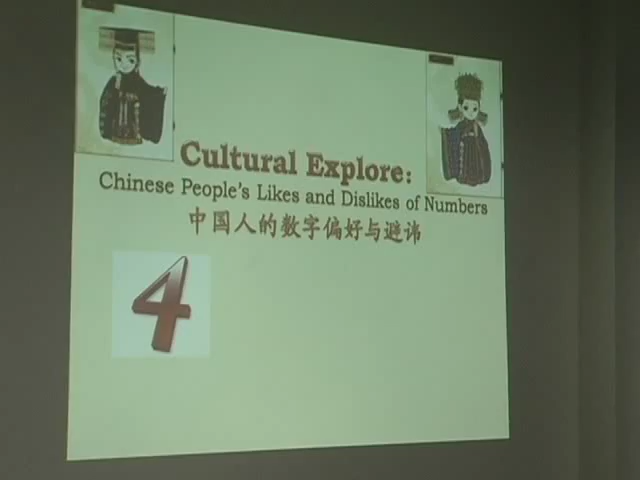 Cultural Explore:
Chinese People's Likes and Dislikes of Numbers
中国人的数字偏好与避讳
4